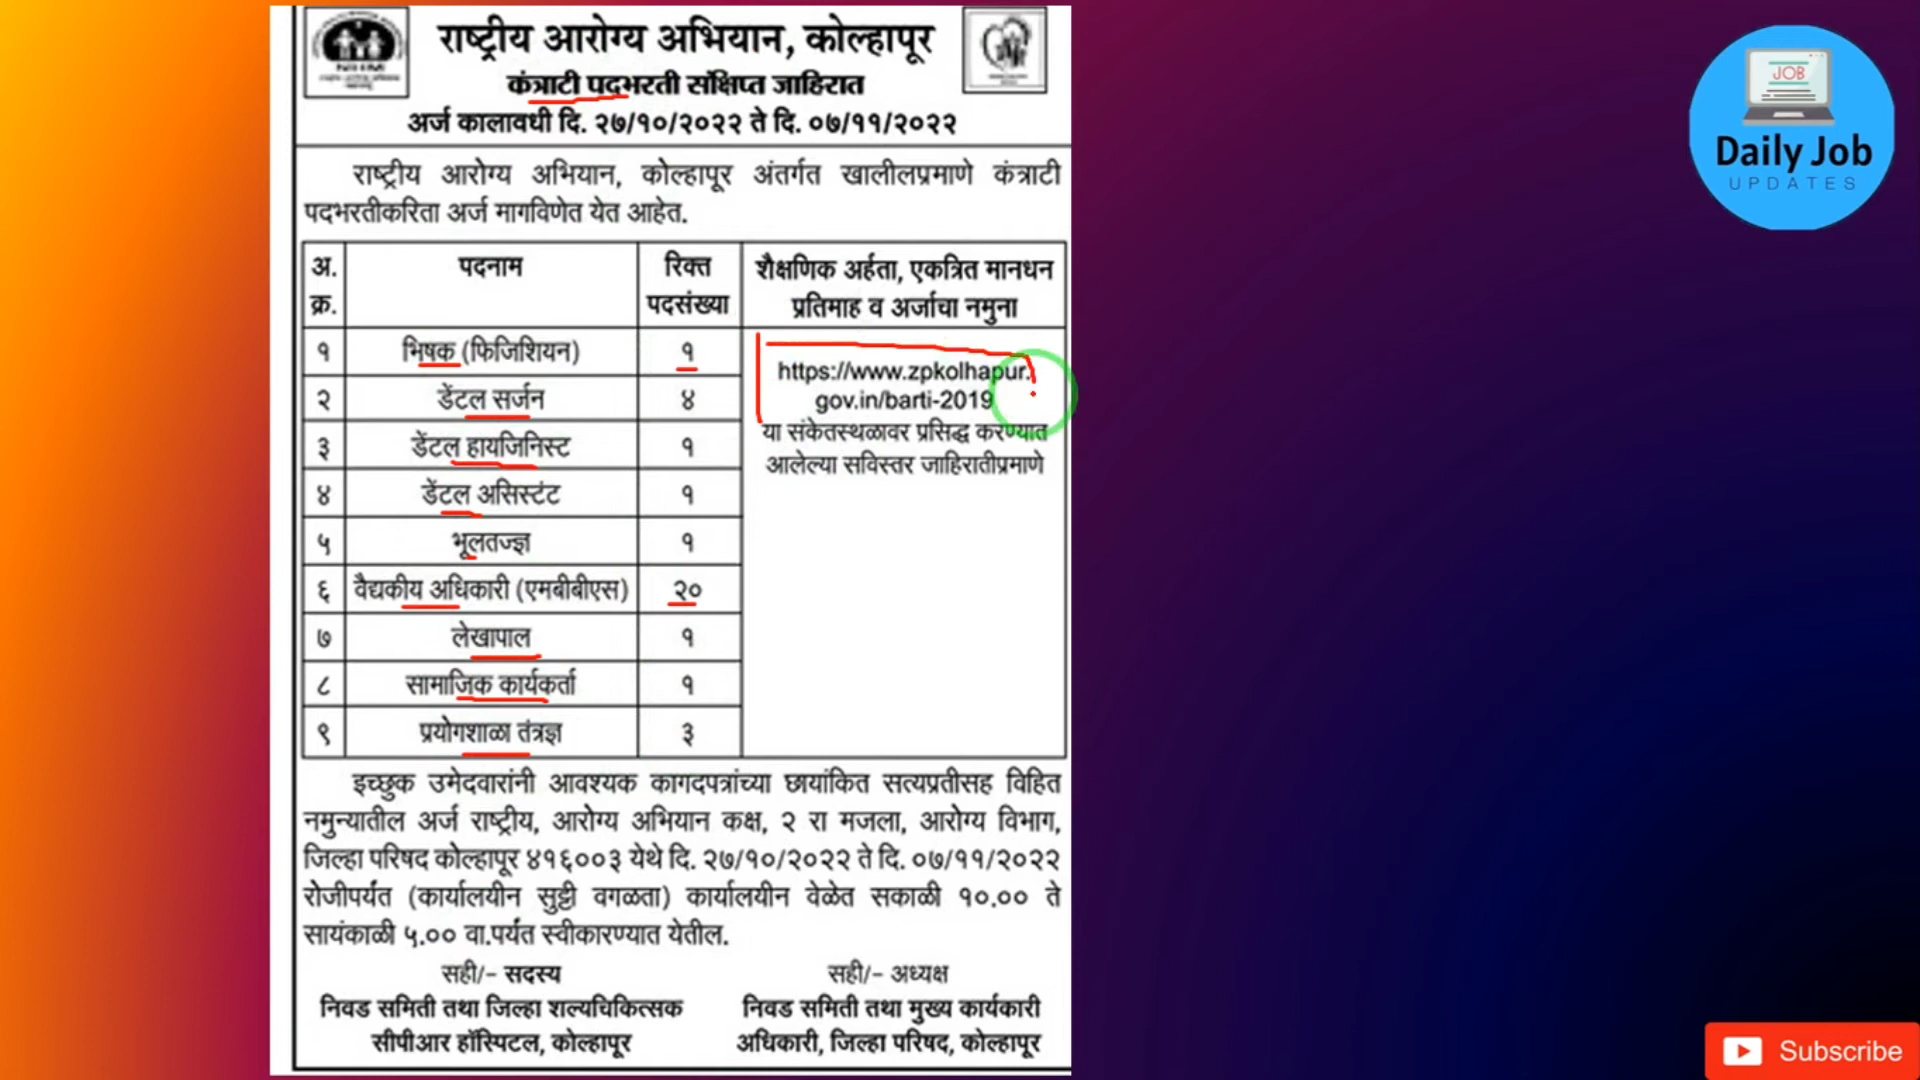 राष्ट्रीय आरोग्य अभियान, कोल्हापूर
कंत्राटी पदभरती संक्षिप्त जाहिरात
अर्ज कालावधी दि. २७/१०/२०२२ ते दि. ०७/११/२०२२
राष्ट्रीय आरोग्य अभियान, कोल्हापूर अंतर्गत खालीलप्रमाणे कंत्राटी
पदभरतीकरिता अर्ज मागविणेत येत आहेत.
अ. क्र. पदनाम रिक्त पदसंख्या शैक्षणिक अर्हता, एकत्रित मानधन प्रतिमाह व अर्जाचा नमुना
१ भिषक (फिजिशियन) १
२ डेंटल सर्जन ४
३ डेंटल हायजिनिस्ट १
४ डेंटल असिस्टंट १
५ भूलतज्ज्ञ १
६ वैद्यकीय अधिकारी (एमबीबीएस) २०
७ लेखापाल १
८ सामाजिक कार्यकर्ता १
९ प्रयोगशाळा तंत्रज्ञ ३
https://www.zpkolhapur.
gov.in/barti-2019
या संकेतस्थळावर प्रसिद्ध करण्यात
आलेल्या सविस्तर जाहिरातीप्रमाणे
इच्छुक उमेदवारांनी आवश्यक कागदपत्रांच्या छायांकित सत्यप्रतीसह विहित
नमुन्यातील अर्ज राष्ट्रीय, आरोग्य अभियान कक्ष, २ रा मजला, आरोग्य विभाग,
जिल्हा परिषद कोल्हापूर ४१६००३ येथे दि. २७/१०/२०२२ ते दि. ०७/११/२०२२
रोजीपर्यंत (कार्यालयीन सुट्टी वगळता) कार्यालयीन वेळेत सकाळी १०.०० ते
सायंकाळी ५.०० वा.पर्यंत स्वीकारण्यात येतील.
सही/- सदस्य
निवड समिती तथा जिल्हा शल्यचिकित्सक
सीपीआर हॉस्पिटल, कोल्हापूर
सही/- अध्यक्ष
निवड समिती तथा मुख्य कार्यकारी
अधिकारी, जिल्हा परिषद, कोल्हापूर
JOB
Daily Job
UPDATES
Subscribe